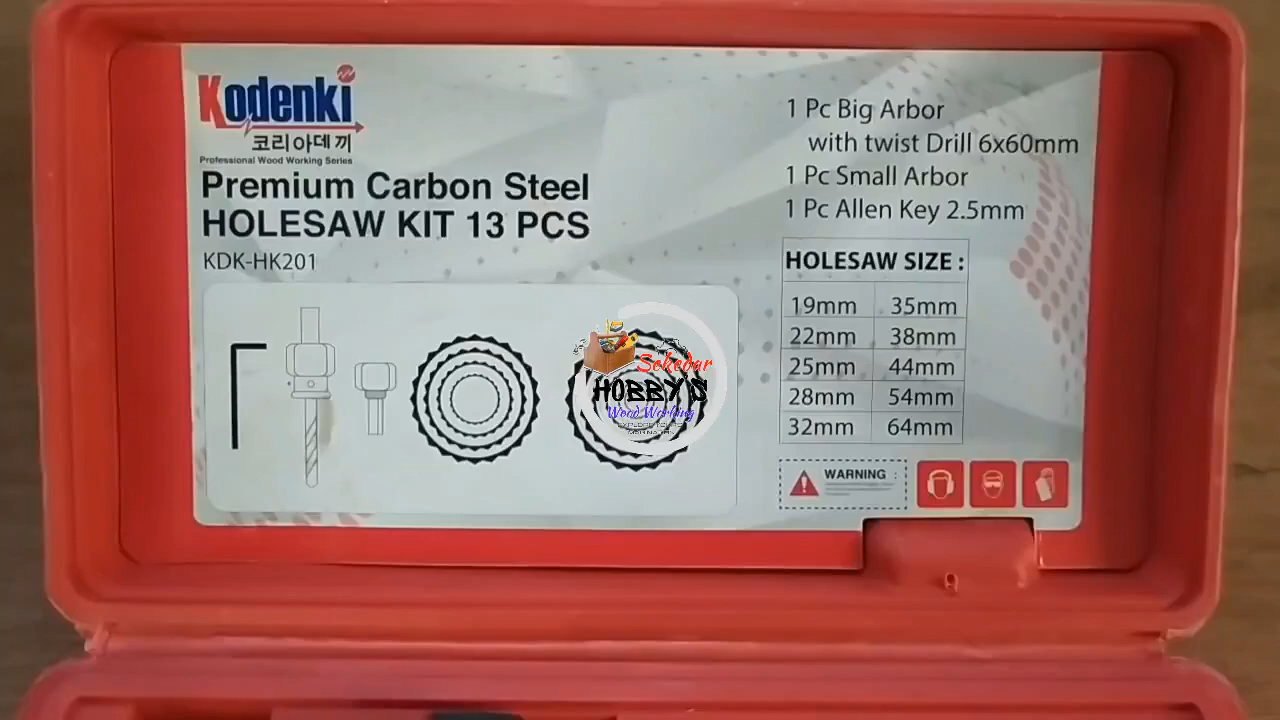 Kodenki
코리아데끼
Professional Wood Working Series
Premium Carbon Steel
HOLESAW KIT 13 PCS
KDK-HK201
1 Pc Big Arbor
with twist Drill 6x60mm
1 Pc Small Arbor
1 Pc Allen Key 2.5mm
HOLESAW SIZE :
19mm 35mm
22mm 38mm
25mm 44mm
28mm 54mm
32mm 64mm
WARNING :
Sekedar
HOBBY'S
Wood Working